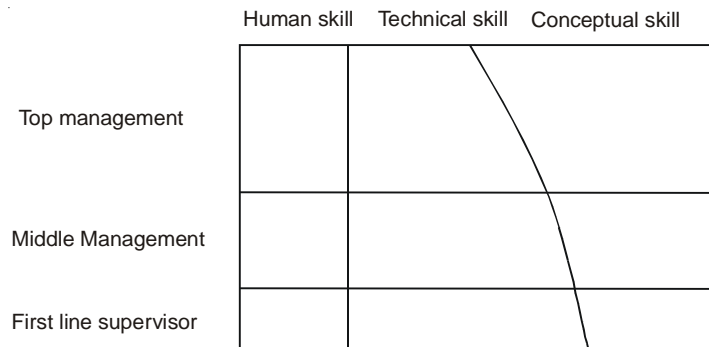 Human skill Technical skill Conceptual skill
Top management
Middle Management
First line supervisor